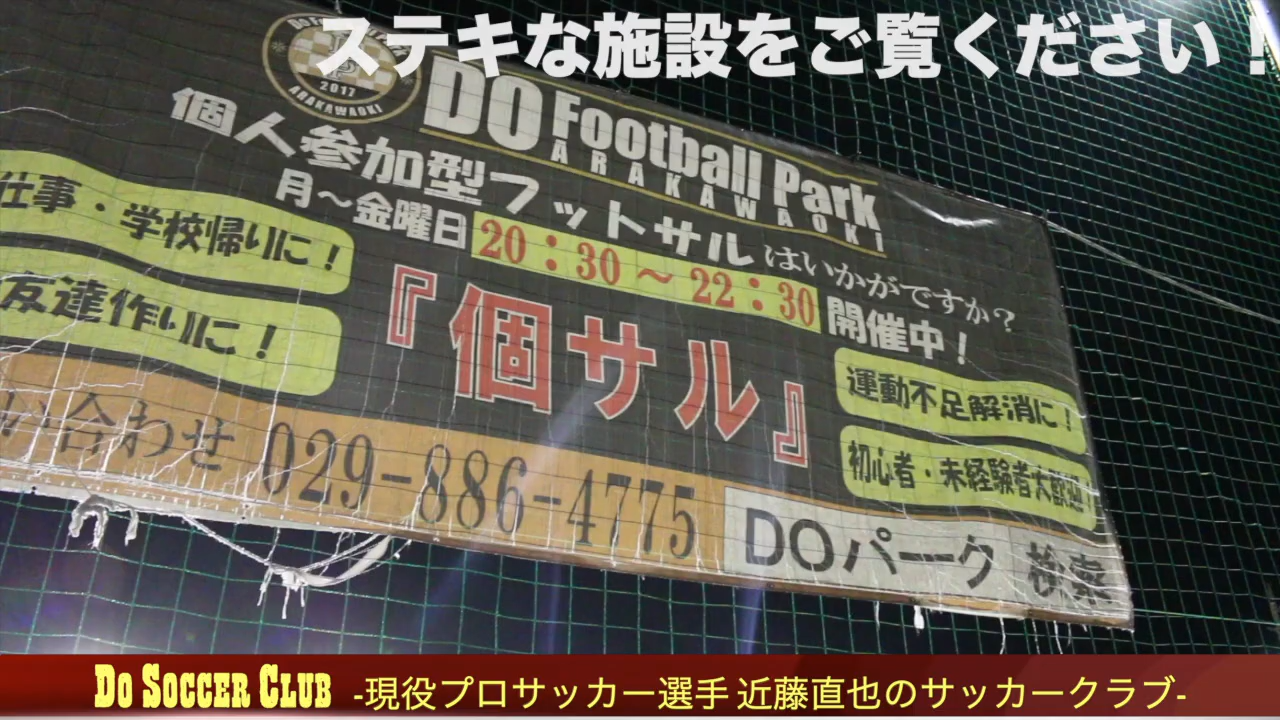 ステキな施設をご覧ください！
2017
ARAKAWAOKI
DO Football Park
ARAKAWAOKI
個人参加型フットサルはいかがですか？
月～金曜日 20：30～22：30 開催中！
仕事・学校帰りに！
友達作りに！
『個サル』
運動不足解消に！
初心者・未経験者大歓迎！
い合わせ 029-886-4775
DOパーク 検索
DO SOCCER CLUB -現役プロサッカー選手 近藤直也のサッカークラブ-